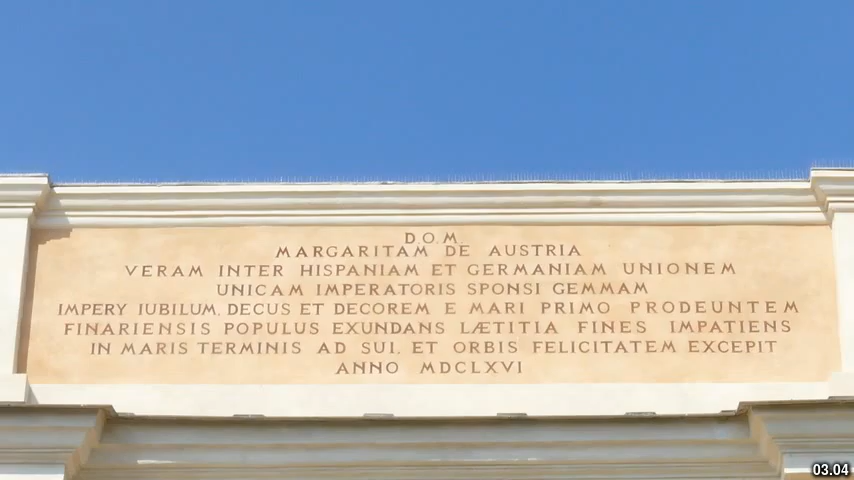 D.O.M.
MARGARITAM DE AUSTRIA
VERAM INTER HISPANIAM ET GERMANIAM UNIONEM
UNICAM IMPERATORIS SPONSI GEMMAM
IMPERY IUBILUM, DECUS ET DECOREM E MARI PRIMO PRODEUNTEM
FINARIENSIS POPULUS EXUNDANS LÆTITIA FINES IMPATIENS
IN MARIS TERMINIS AD SUI, ET ORBIS FELICITATEM EXCEPIT
ANNO MDCLXVI
03.04